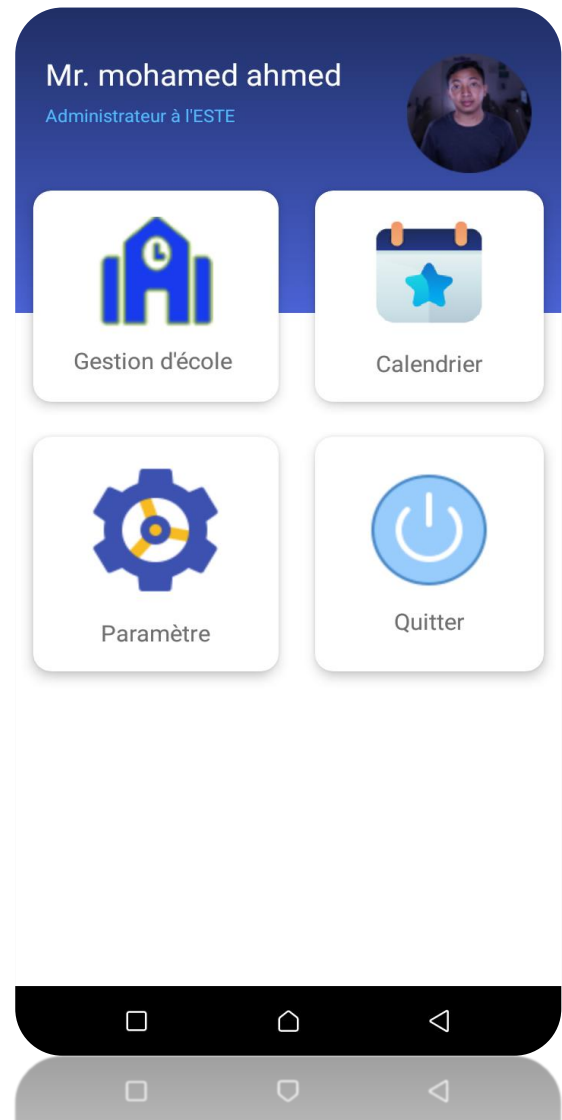 Mr. mohamed ahmed
Administrateur à l'ESTE
Gestion d'école
Calendrier
Paramètre
Quitter